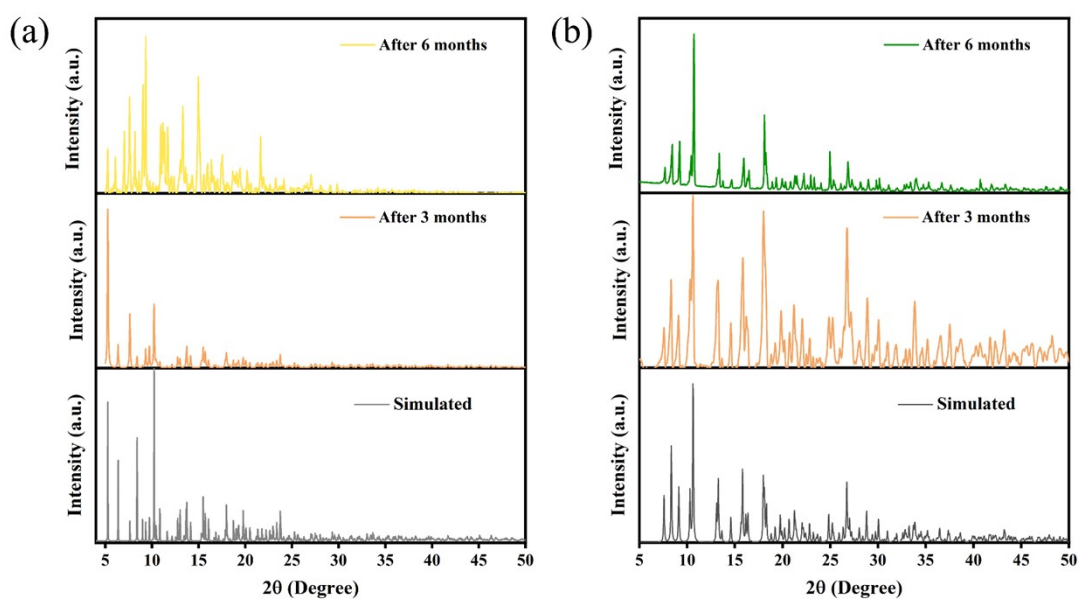 (a)
After 6 months
Intensity (a.u.)
After 3 months
Intensity (a.u.)
Simulated
Intensity (a.u.)
5 10 15 20 25 30 35 40 45 50
2θ (Degree)
(b)
After 6 months
Intensity (a.u.)
After 3 months
Intensity (a.u.)
Simulated
Intensity (a.u.)
5 10 15 20 25 30 35 40 45 50
2θ (Degree)